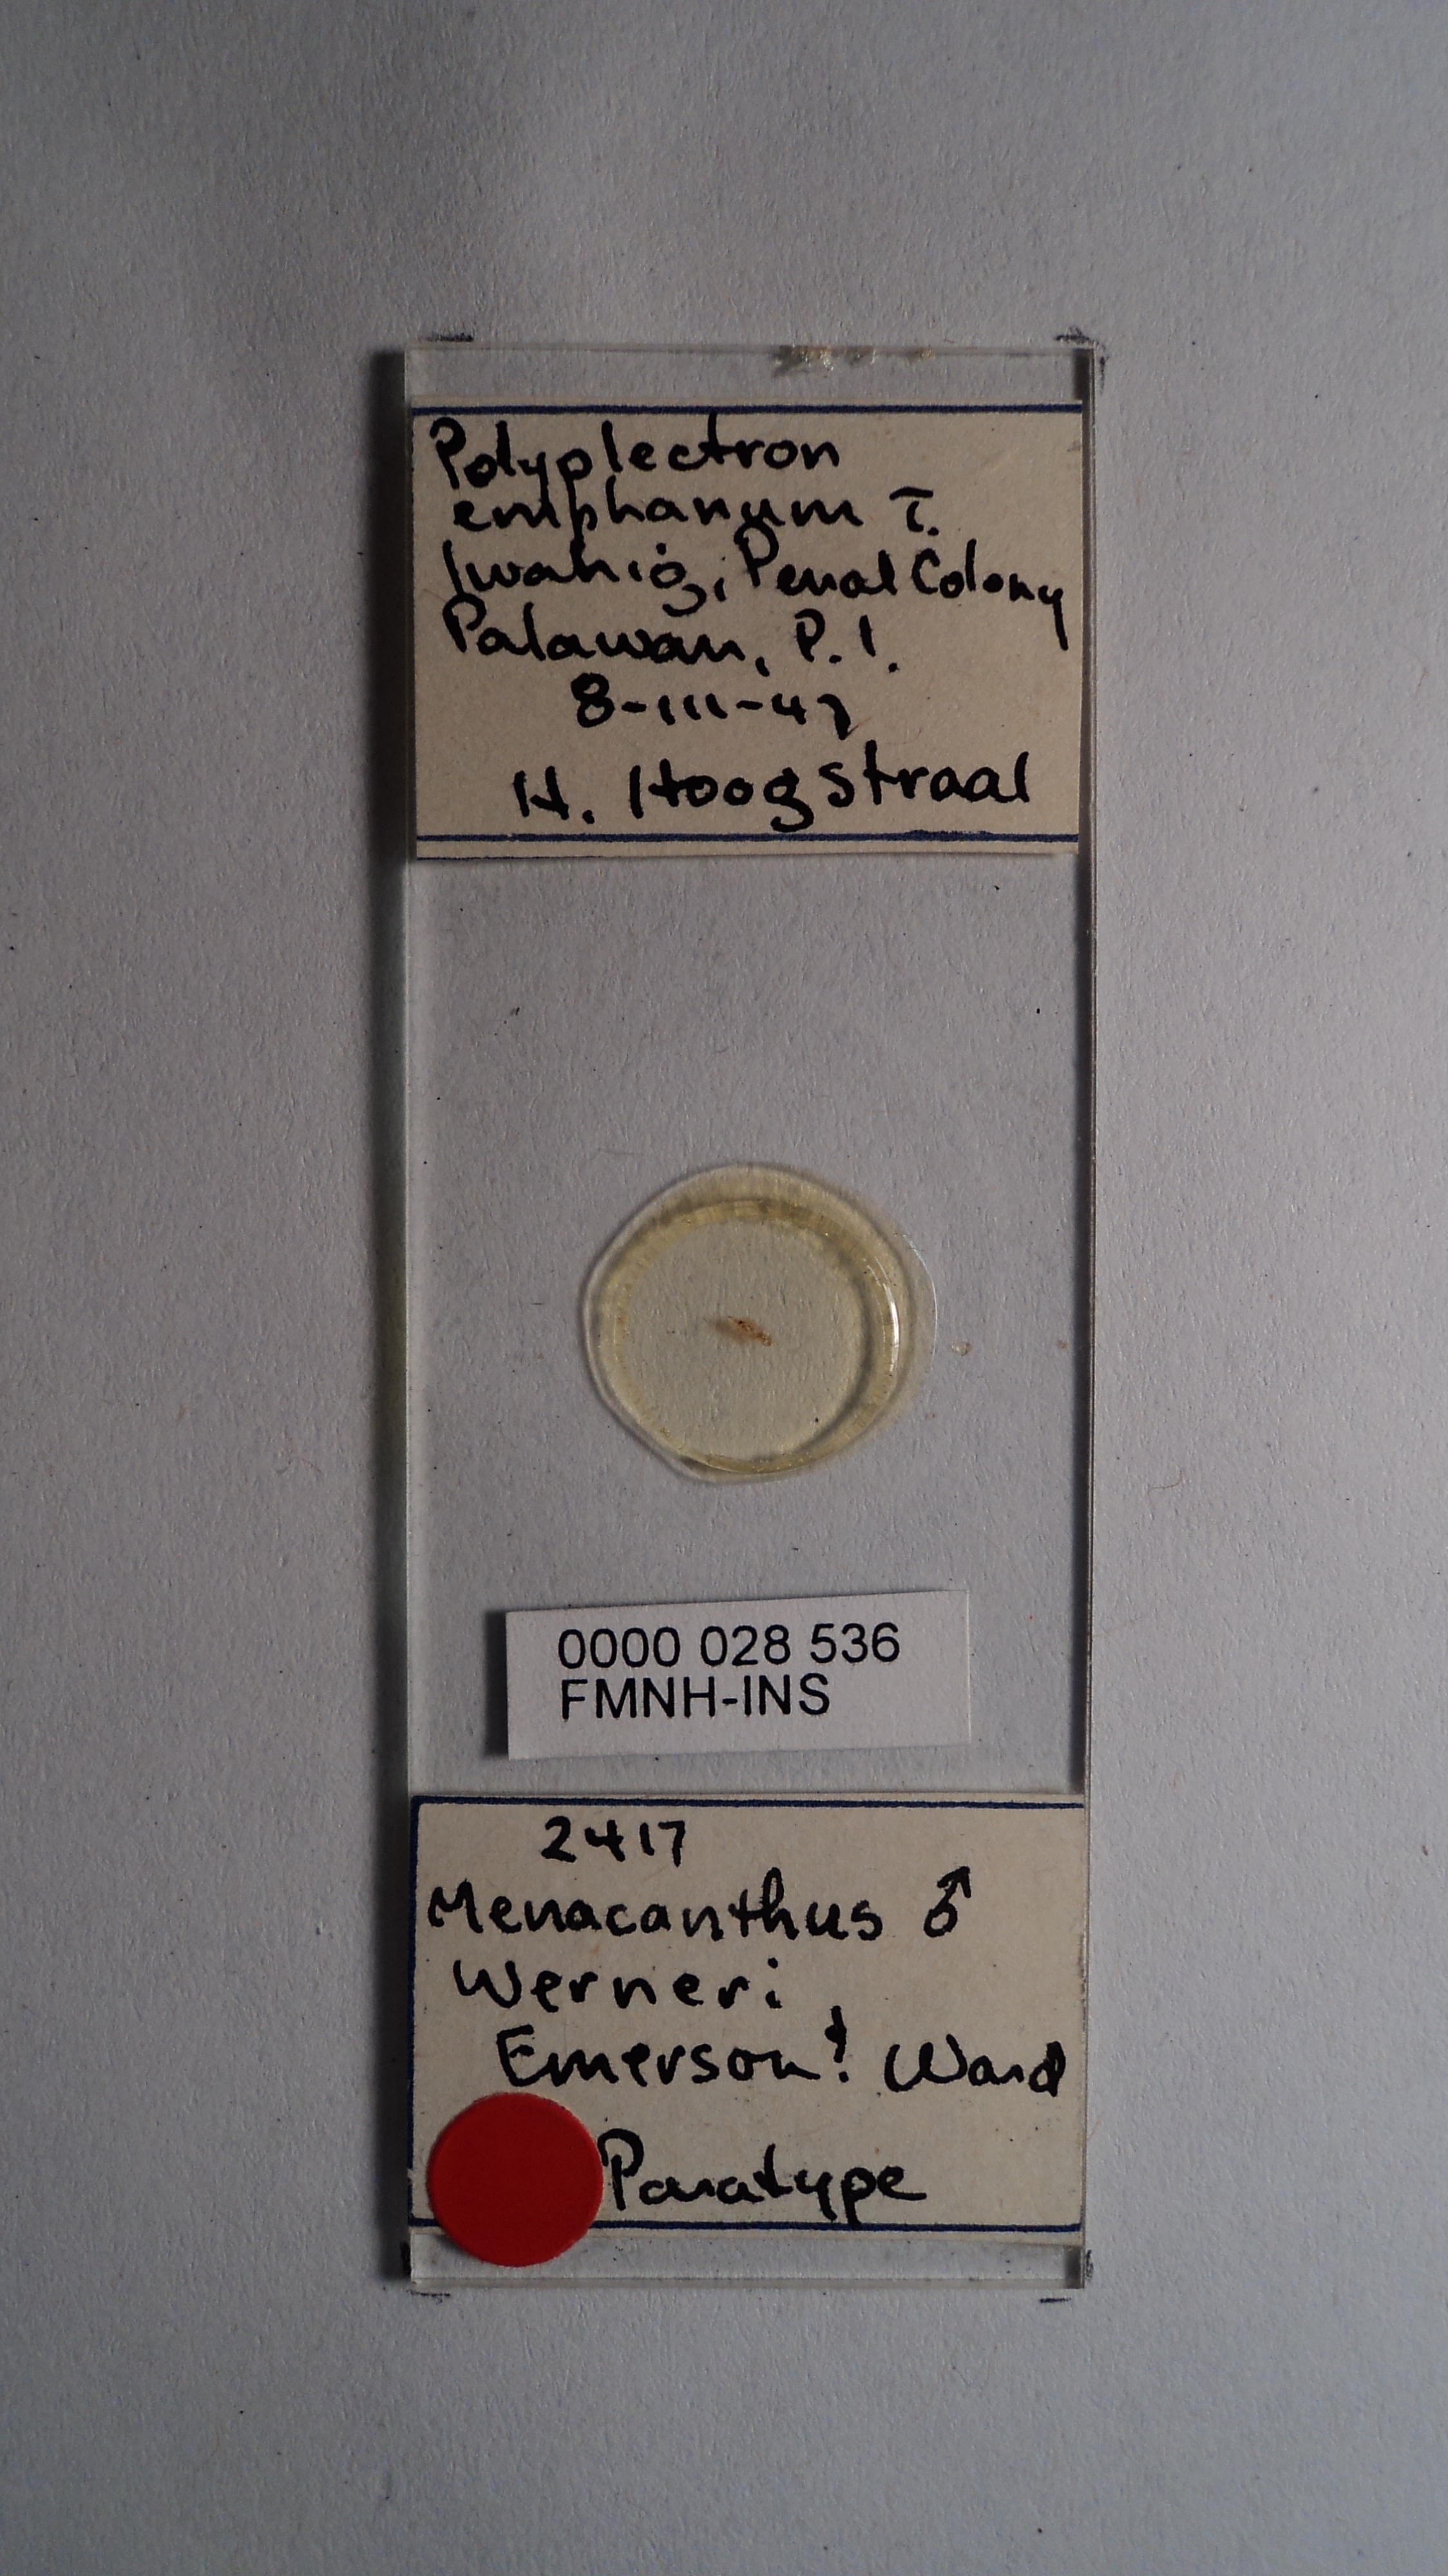 Polyplectron
emphanum T.
Iwahig, Penal Colony
Palawan, P.I.
8-III-47
H. Hoogstraal
0000 028 536
FMNH-INS
2417
Menacanthus ♂
Werneri
Emerson & Ward
Paratype